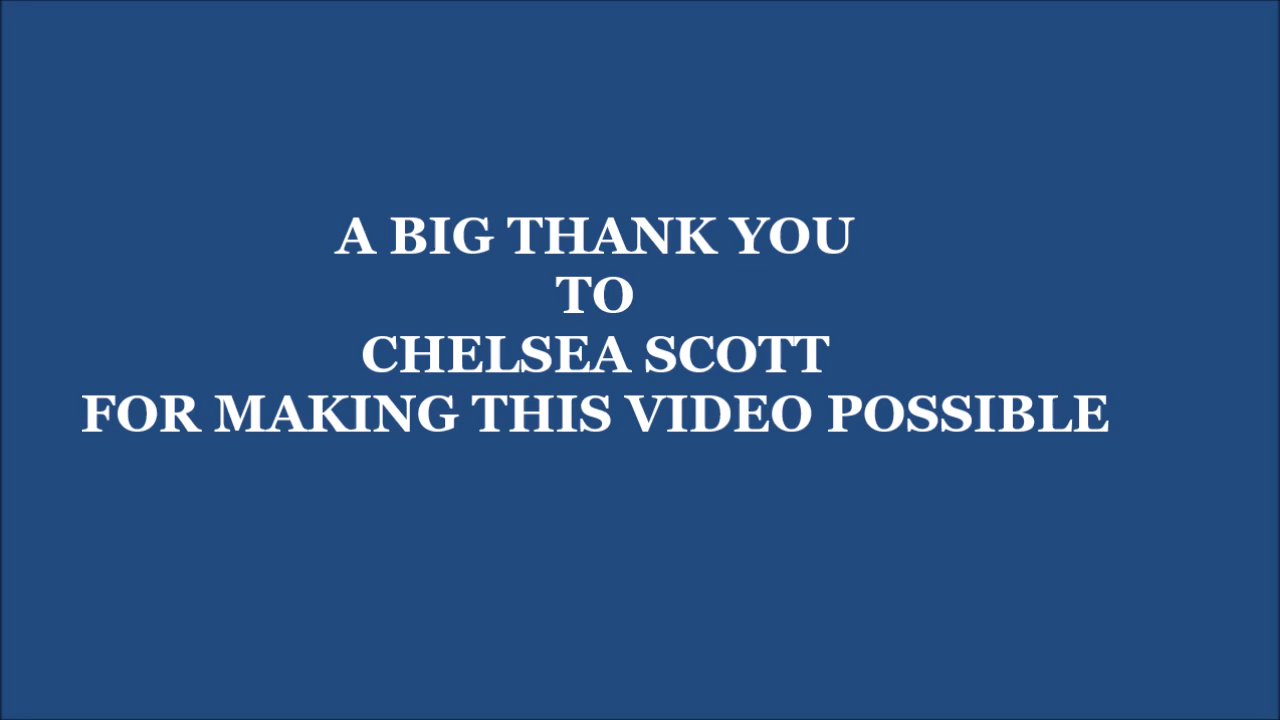 A BIG THANK YOU
TO
CHELSEA SCOTT
FOR MAKING THIS VIDEO POSSIBLE